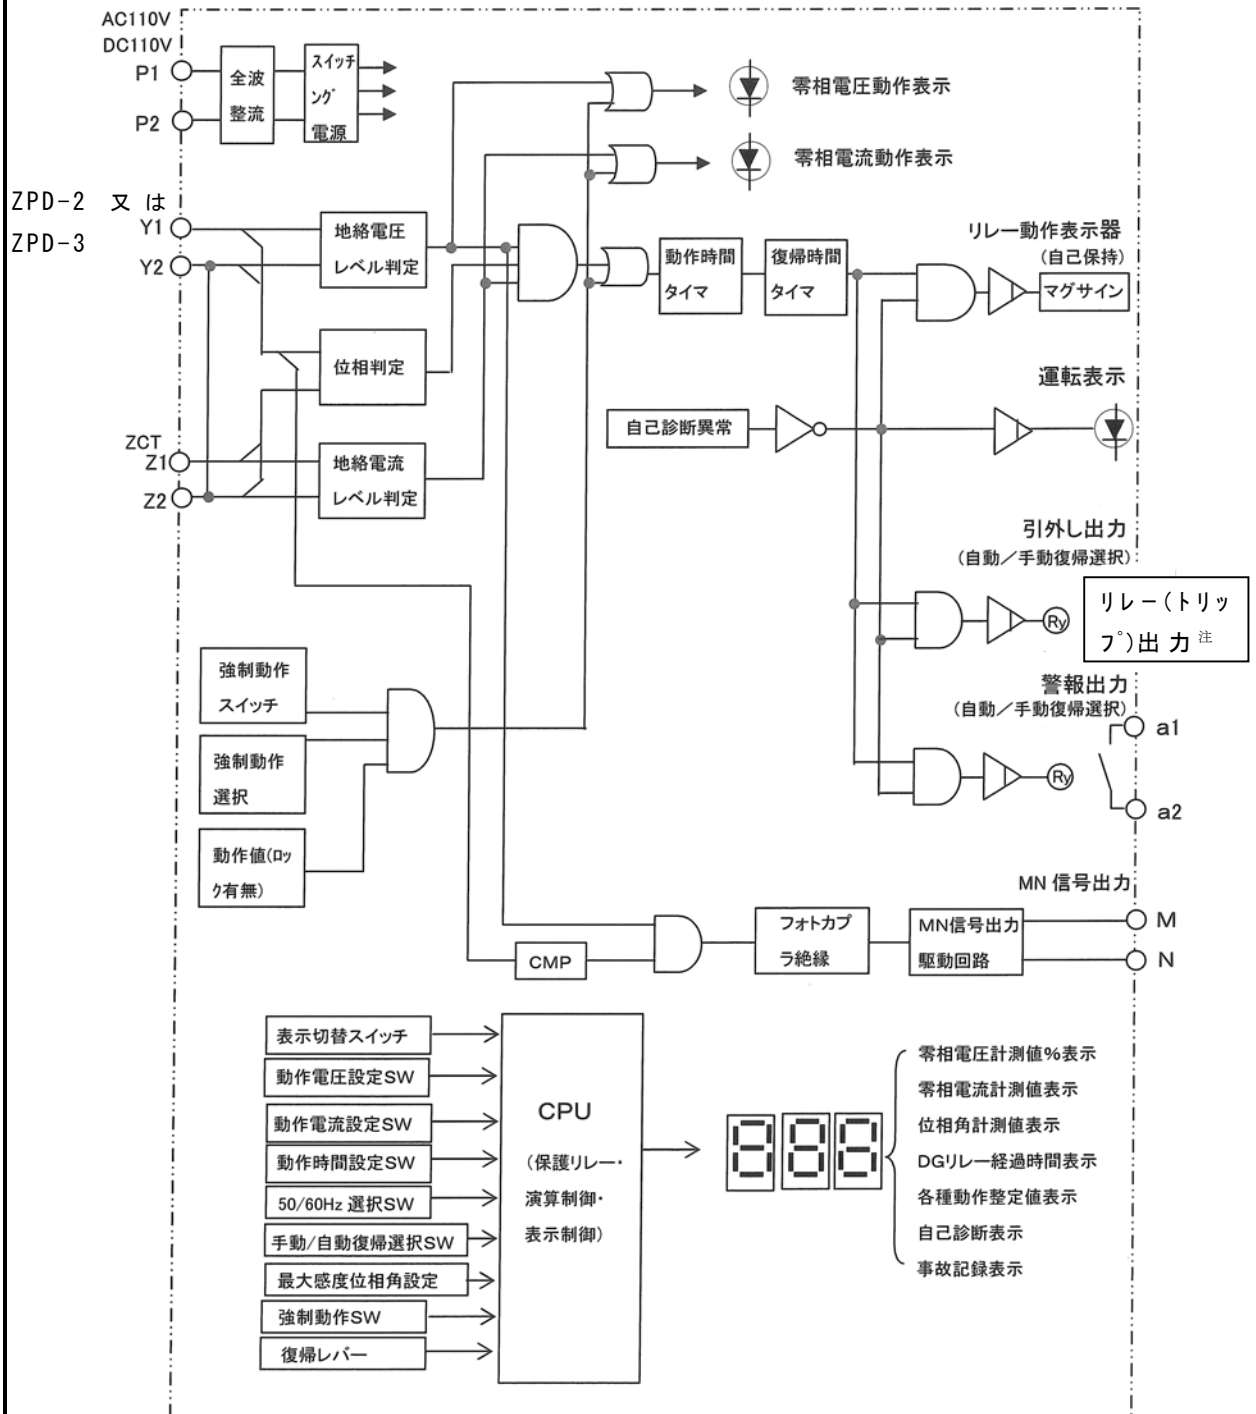 AC110V
DC110V
P1
P2
全波
整流
スイッチ
ング
電源
零相電圧動作表示
零相電流動作表示
ZPD-2 又は
ZPD-3
Y1
Y2
地絡電圧
レベル判定
位相判定
ZCT
Z1
Z2
地絡電流
レベル判定
動作時間
タイマ
復帰時間
タイマ
リレー動作表示器
(自己保持)
マグサイン
運転表示
自己診断異常
引外し出力
(自動/手動復帰選択)
Ry
リレー(トリッ
プ)出力注
警報出力
(自動/手動復帰選択)
Ry
a1
a2
強制動作
スイッチ
強制動作
選択
動作値(ロッ
ク有無)
MN 信号出力
CMP
フォトカプ
ラ絶縁
MN信号出力
駆動回路
M
N
表示切替スイッチ
動作電圧設定SW
動作電流設定SW
動作時間設定SW
50/60Hz 選択SW
手動/自動復帰選択SW
最大感度位相角設定
強制動作SW
復帰レバー
CPU
(保護リレー・
演算制御・
表示制御)
零相電圧計測値%表示
零相電流計測値表示
位相角計測値表示
DGリレー経過時間表示
各種動作整定値表示
自己診断表示
事故記録表示